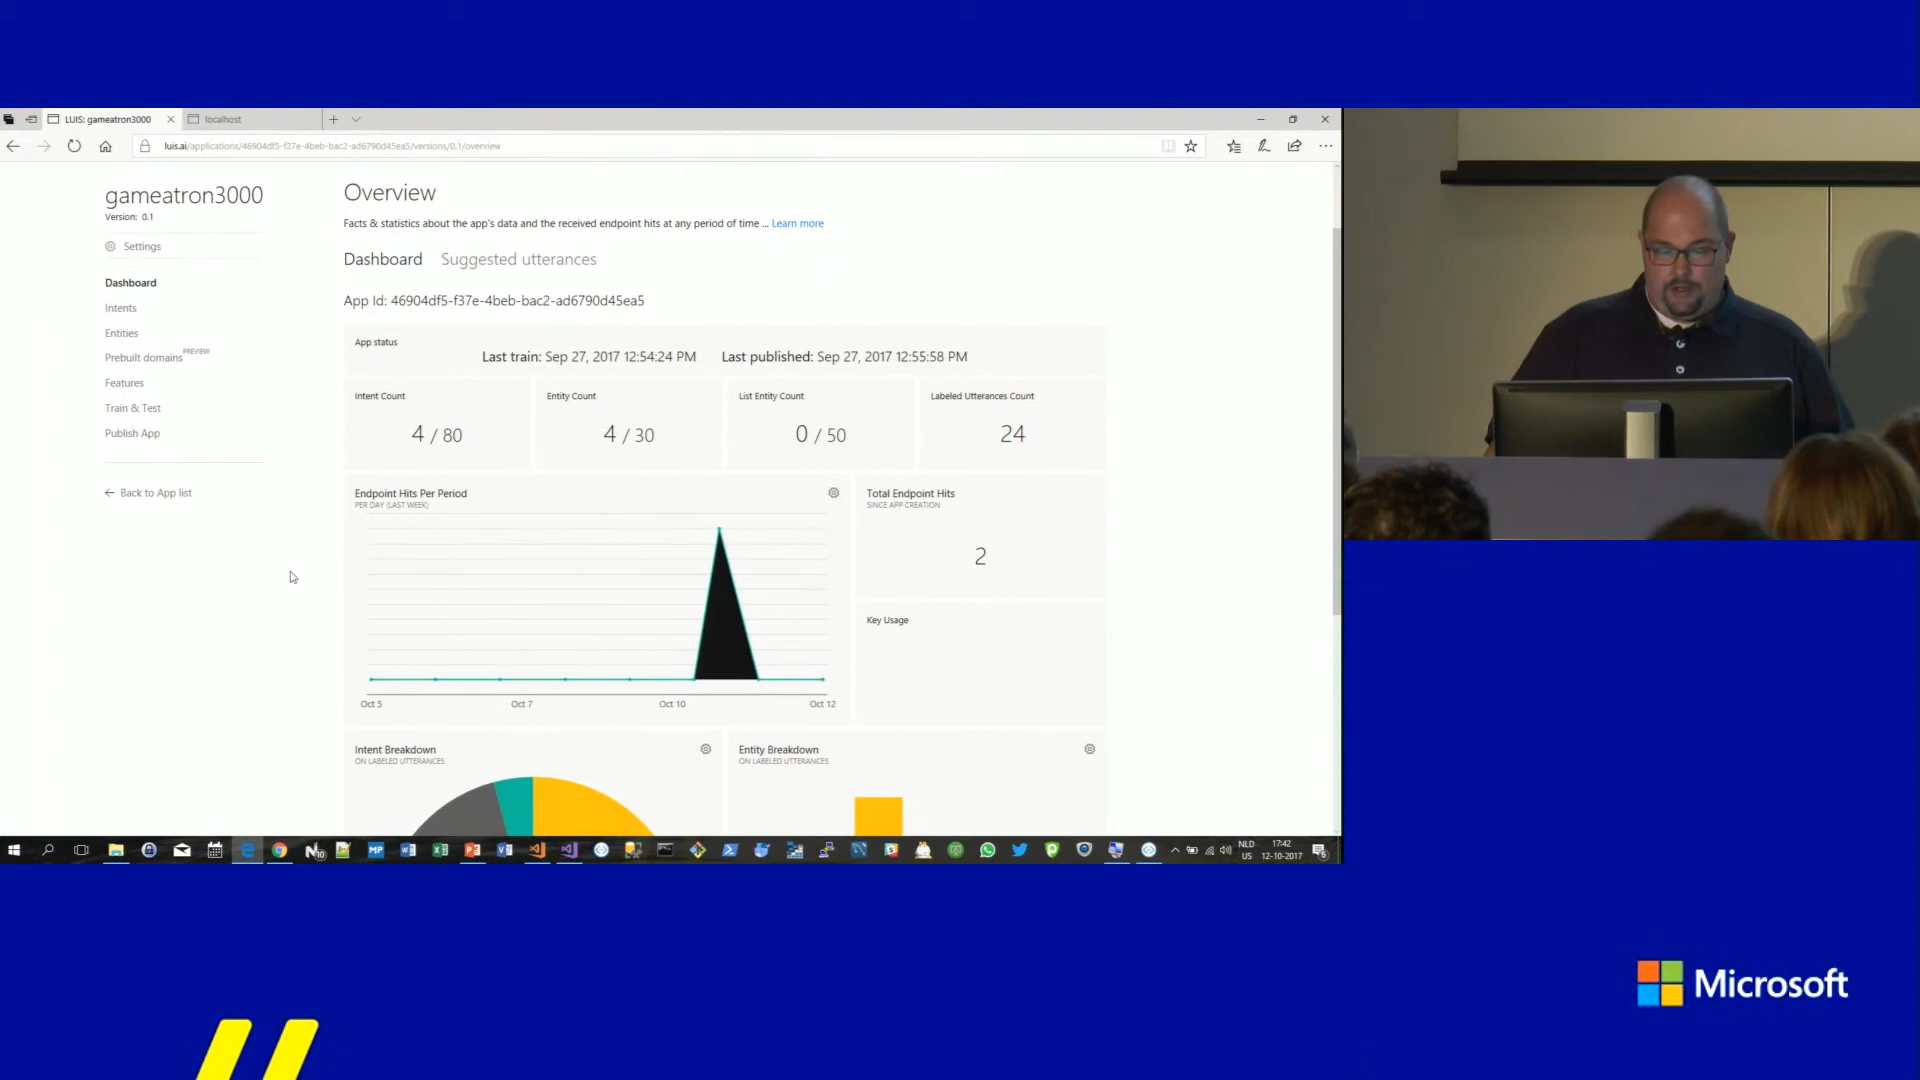 LUIS: gameatron3000
localhost
luis.ai/applications/46904df5-f37e-4beb-bac2-ad6790d45ea5/versions/0.1/overview
gameatron3000
Version: 0.1
Settings
Dashboard
Intents
Entities
Prebuilt domains PREVIEW
Features
Train & Test
Publish App
Back to App list
Overview
Facts & statistics about the app's data and the received endpoint hits at any period of time ... Learn more
Dashboard Suggested utterances
App Id: 46904df5-f37e-4beb-bac2-ad6790d45ea5
App status
Last train: Sep 27, 2017 12:54:24 PM Last published: Sep 27, 2017 12:55:58 PM
Intent Count
4 / 80
Entity Count
4 / 30
List Entity Count
0 / 50
Labeled Utterances Count
24
Endpoint Hits Per Period
PER DAY (LAST WEEK)
Oct 5 Oct 7 Oct 10 Oct 12
Total Endpoint Hits
SINCE APP CREATION
2
Key Usage
Intent Breakdown
ON LABELED UTTERANCES
Entity Breakdown
ON LABELED UTTERANCES
NLD 17:42
US 12-10-2017
Microsoft